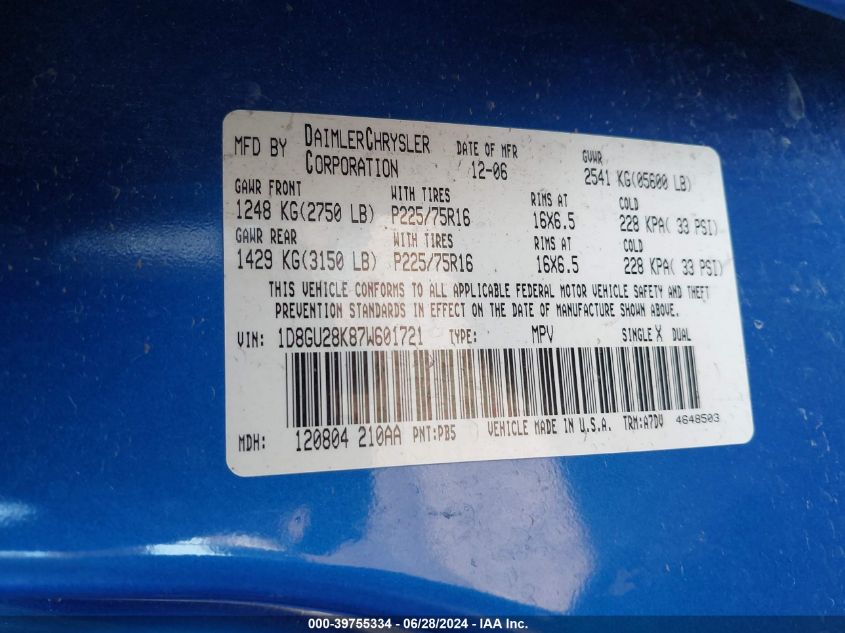 MFD BY DAIMLERCHRYSLER CORPORATION DATE OF MFR 12-06 GVWR 2541 KG(05600 LB)
GAWR FRONT WITH TIRES RIMS AT COLD
1248 KG(2750 LB) P225/75R16 16X6.5 228 KPA( 33 PSI)
GAWR REAR WITH TIRES RIMS AT COLD
1429 KG(3150 LB) P225/75R16 16X6.5 228 KPA( 33 PSI)
THIS VEHICLE CONFORMS TO ALL APPLICABLE FEDERAL MOTOR VEHICLE SAFETY AND THEFT
PREVENTION STANDARDS IN EFFECT ON THE DATE OF MANUFACTURE SHOWN ABOVE.
VIN: 1D8GU28K87W601721 TYPE: MPV SINGLE X DUAL
MDH: 120804 210AA PNT:PB5 VEHICLE MADE IN U.S.A. TRM:A7DV 4648503
000-39755334 / 06/28/2024 - IAA, Inc.